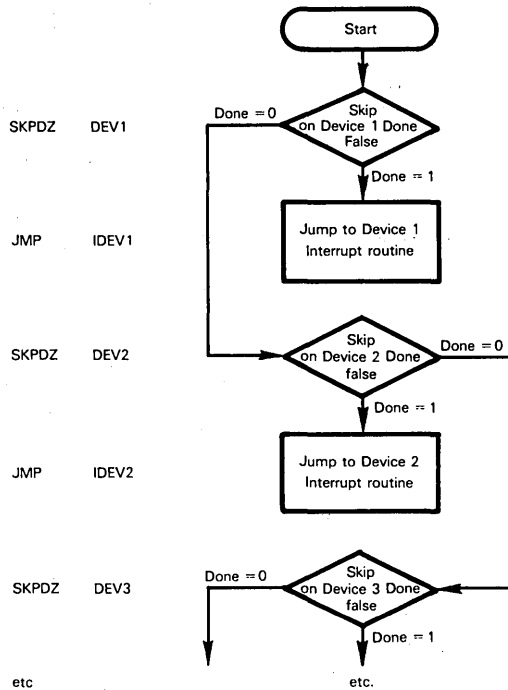 Start
Done = 0
Skip
SKPDZ DEV1
on Device 1 Done
False
Done = 1
JMP IDEV1
Jump to Device 1
Interrupt routine
Skip
Done = 0
SKPDZ DEV2
on Device 2 Done
false
Done = 1
JMP IDEV2
Jump to Device 2
Interrupt routine
Done = 0
Skip
SKPDZ DEV3
on Device 3 Done
false
Done = 1
etc
etc.